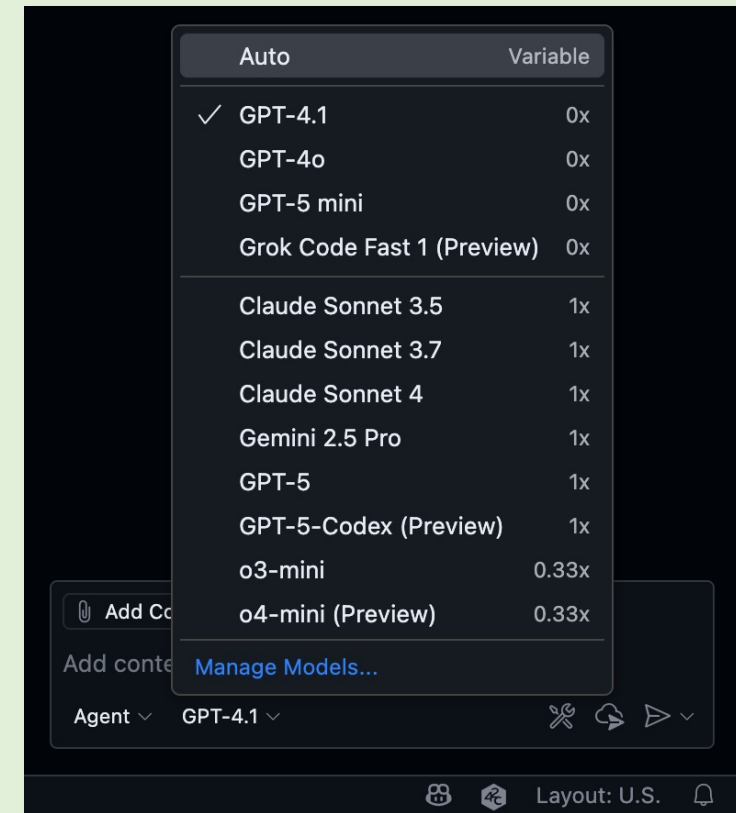 Auto Variable
GPT-4.1 0x
GPT-4o 0x
GPT-5 mini 0x
Grok Code Fast 1 (Preview) 0x
Claude Sonnet 3.5 1x
Claude Sonnet 3.7 1x
Claude Sonnet 4 1x
Gemini 2.5 Pro 1x
GPT-5 1x
GPT-5-Codex (Preview) 1x
o3-mini 0.33x
o4-mini (Preview) 0.33x
Manage Models...
Add Co
Add conte
Agent GPT-4.1
Layout: U.S.